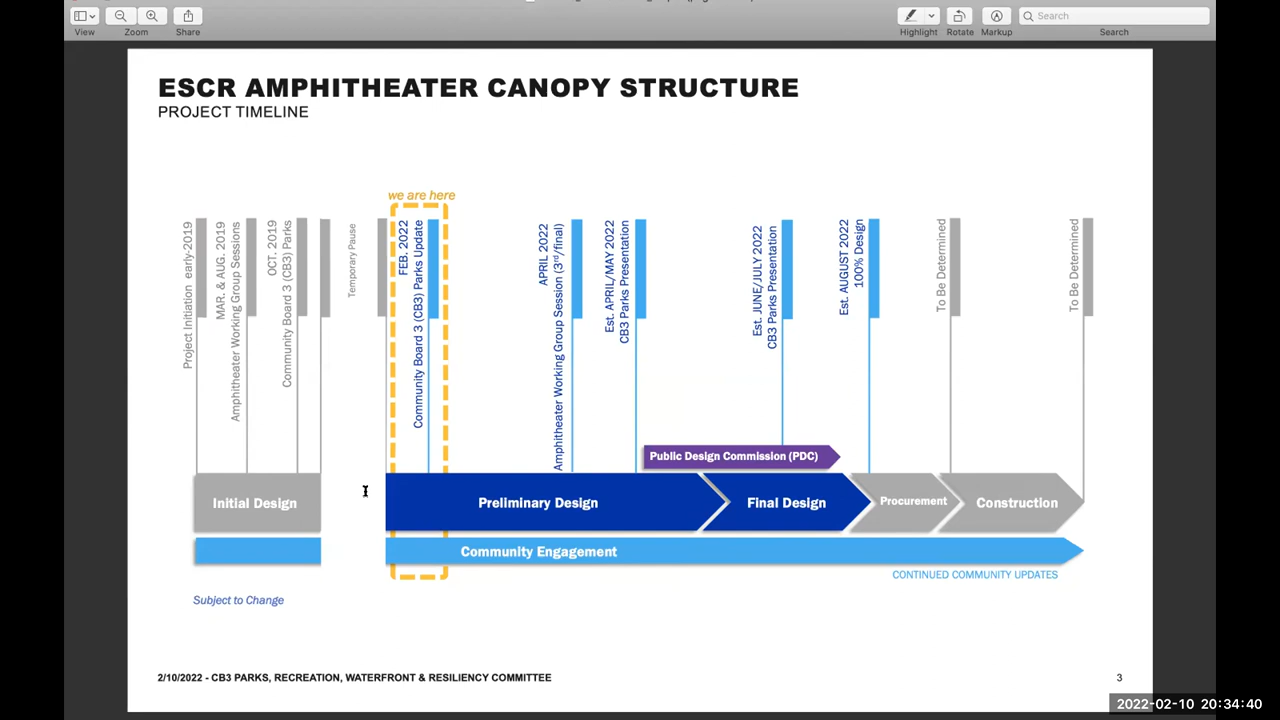 View
Zoom
Share
Highlight
Rotate
Markup
Search
Search
ESCR AMPHITHEATER CANOPY STRUCTURE
PROJECT TIMELINE
we are here
Project Initiation early-2019
MAR. & AUG. 2019
Amphitheater Working Group Sessions
OCT. 2019
Community Board 3 (CB3) Parks
Temporary Pause
FEB. 2022
Community Board 3 (CB3) Parks Update
APRIL 2022
Amphitheater Working Group Session (3rd/final)
Est. APRIL/MAY 2022
CB3 Parks Presentation
Est. JUNE/JULY 2022
CB3 Parks Presentation
Est. AUGUST 2022
100% Design
To Be Determined
To Be Determined
Public Design Commission (PDC)
Initial Design
Preliminary Design
Final Design
Procurement
Construction
Community Engagement
CONTINUED COMMUNITY UPDATES
Subject to Change
2/10/2022 - CB3 PARKS, RECREATION, WATERFRONT & RESILIENCY COMMITTEE
3
2022-02-10 20:34:40